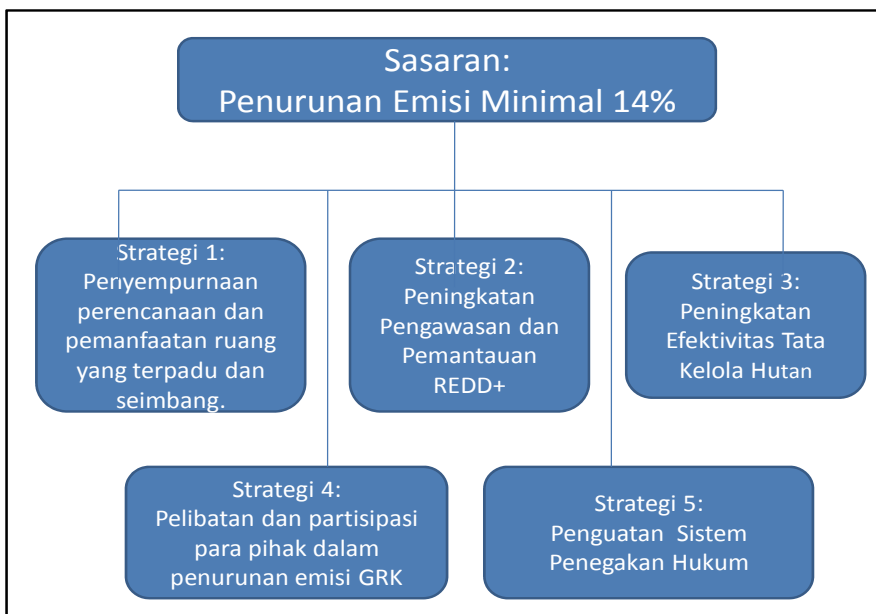 Sasaran:
Penurunan Emisi Minimal 14%
Strategi 1:
Penyempurnaan
perencanaan dan
pemanfaatan ruang
yang terpadu dan
seimbang.
Strategi 2:
Peningkatan
Pengawasan dan
Pemantauan
REDD+
Strategi 3:
Peningkatan
Efektivitas Tata
Kelola Hutan
Strategi 4:
Pelibatan dan partisipasi
para pihak dalam
penurunan emisi GRK
Strategi 5:
Penguatan Sistem
Penegakan Hukum